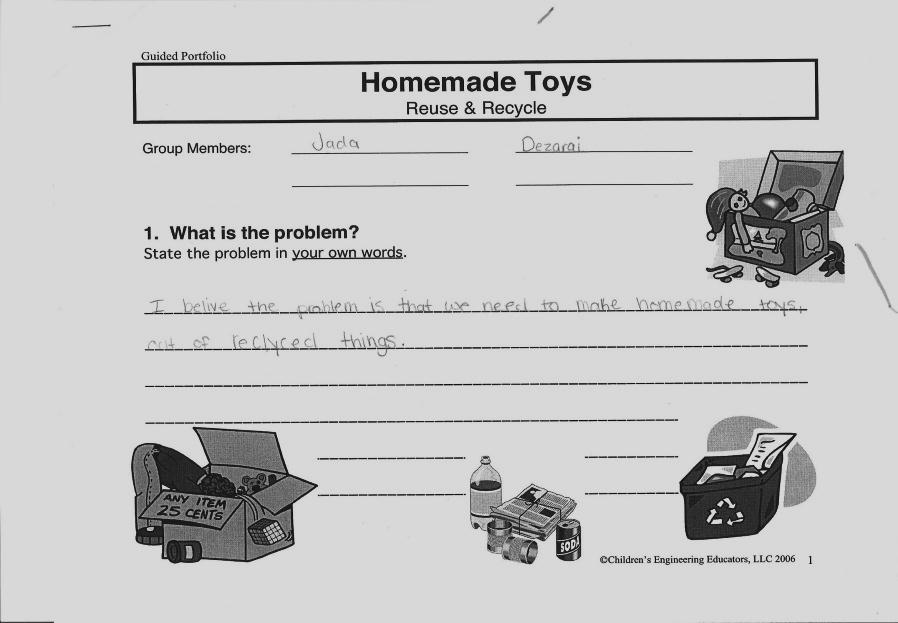 Guided Portfolio
Homemade Toys
Reuse & Recycle
Group Members: Jada Dezarai
1. What is the problem?
State the problem in your own words.
I belive the problem is that we need to make homemade toys,
out of reclyced things.
ANY ITEM
25 CENTS
SODA
©Children's Engineering Educators, LLC 2006 1